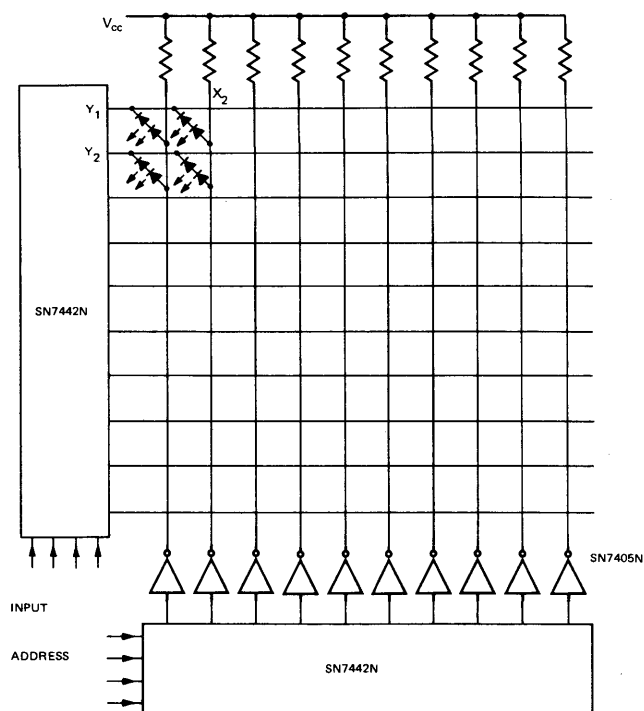 Vcc
X2
Y1
Y2
SN7442N
SN7405N
INPUT
ADDRESS
SN7442N